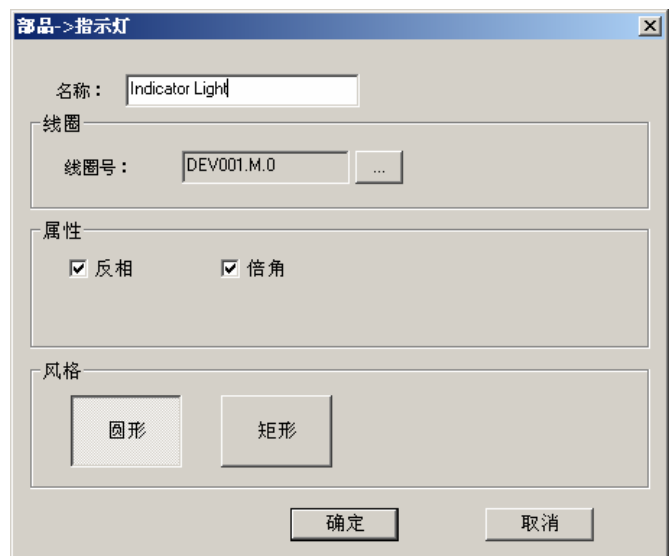 部品->指示灯
名称： Indicator Light
线圈
线圈号： DEV001.M.0 ...
属性
反相 倍角
风格
圆形 矩形
确定 取消